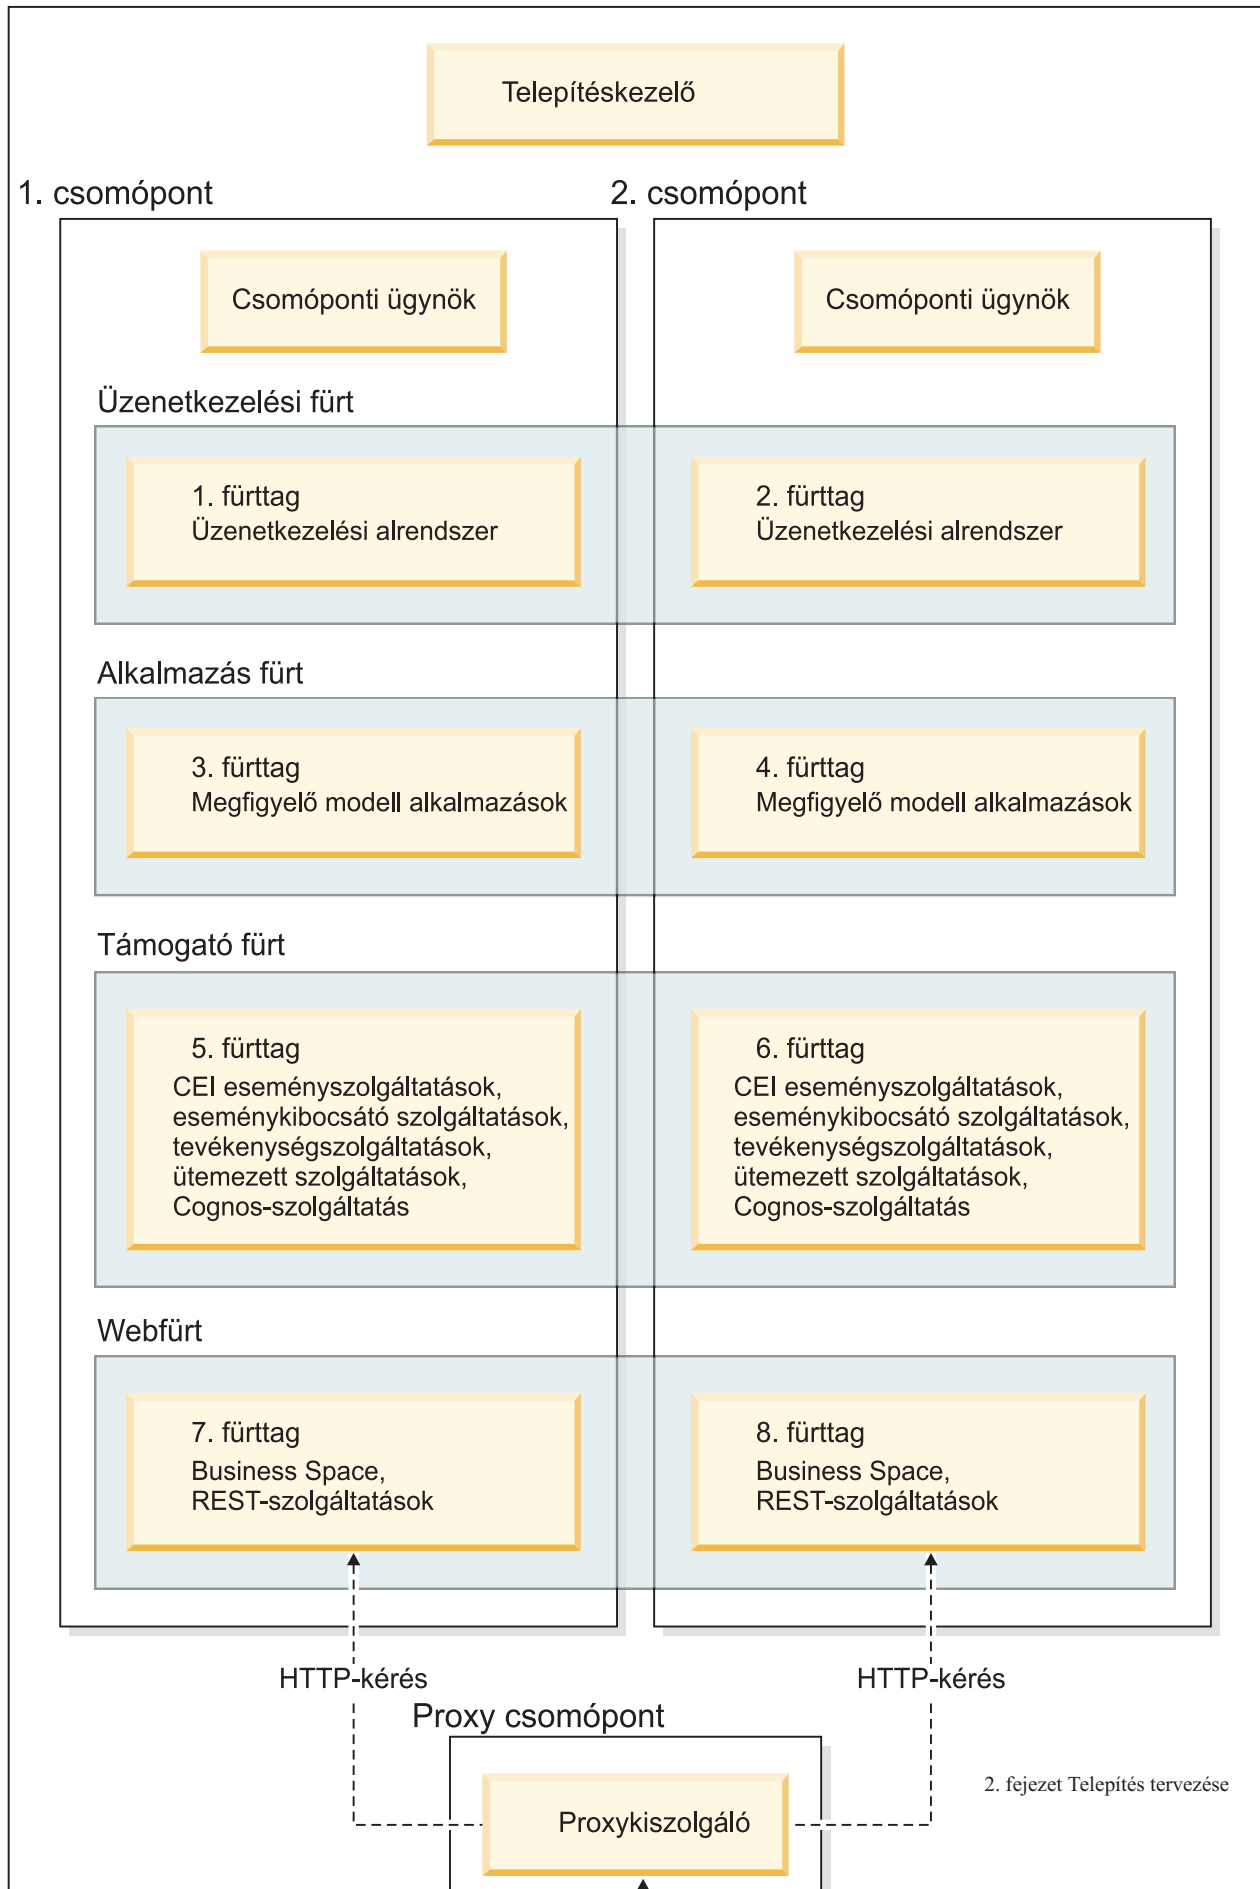 Telepítéskezelő
1. csomópont
2. csomópont
Csomóponti ügynök
Csomóponti ügynök
Üzenetkezelési fürt
1. fürttag
Üzenetkezelési alrendszer
2. fürttag
Üzenetkezelési alrendszer
Alkalmazás fürt
3. fürttag
Megfigyelő modell alkalmazások
4. fürttag
Megfigyelő modell alkalmazások
Támogató fürt
5. fürttag
CEI eseményszolgáltatások,
eseménykibocsátó szolgáltatások,
tevékenységszolgáltatások,
ütemezett szolgáltatások,
Cognos-szolgáltatás
6. fürttag
CEI eseményszolgáltatások,
eseménykibocsátó szolgáltatások,
tevékenységszolgáltatások,
ütemezett szolgáltatások,
Cognos-szolgáltatás
Webfürt
7. fürttag
Business Space,
REST-szolgáltatások
8. fürttag
Business Space,
REST-szolgáltatások
HTTP-kérés
HTTP-kérés
Proxy csomópont
2. fejezet Telepítés tervezése
Proxykiszolgáló